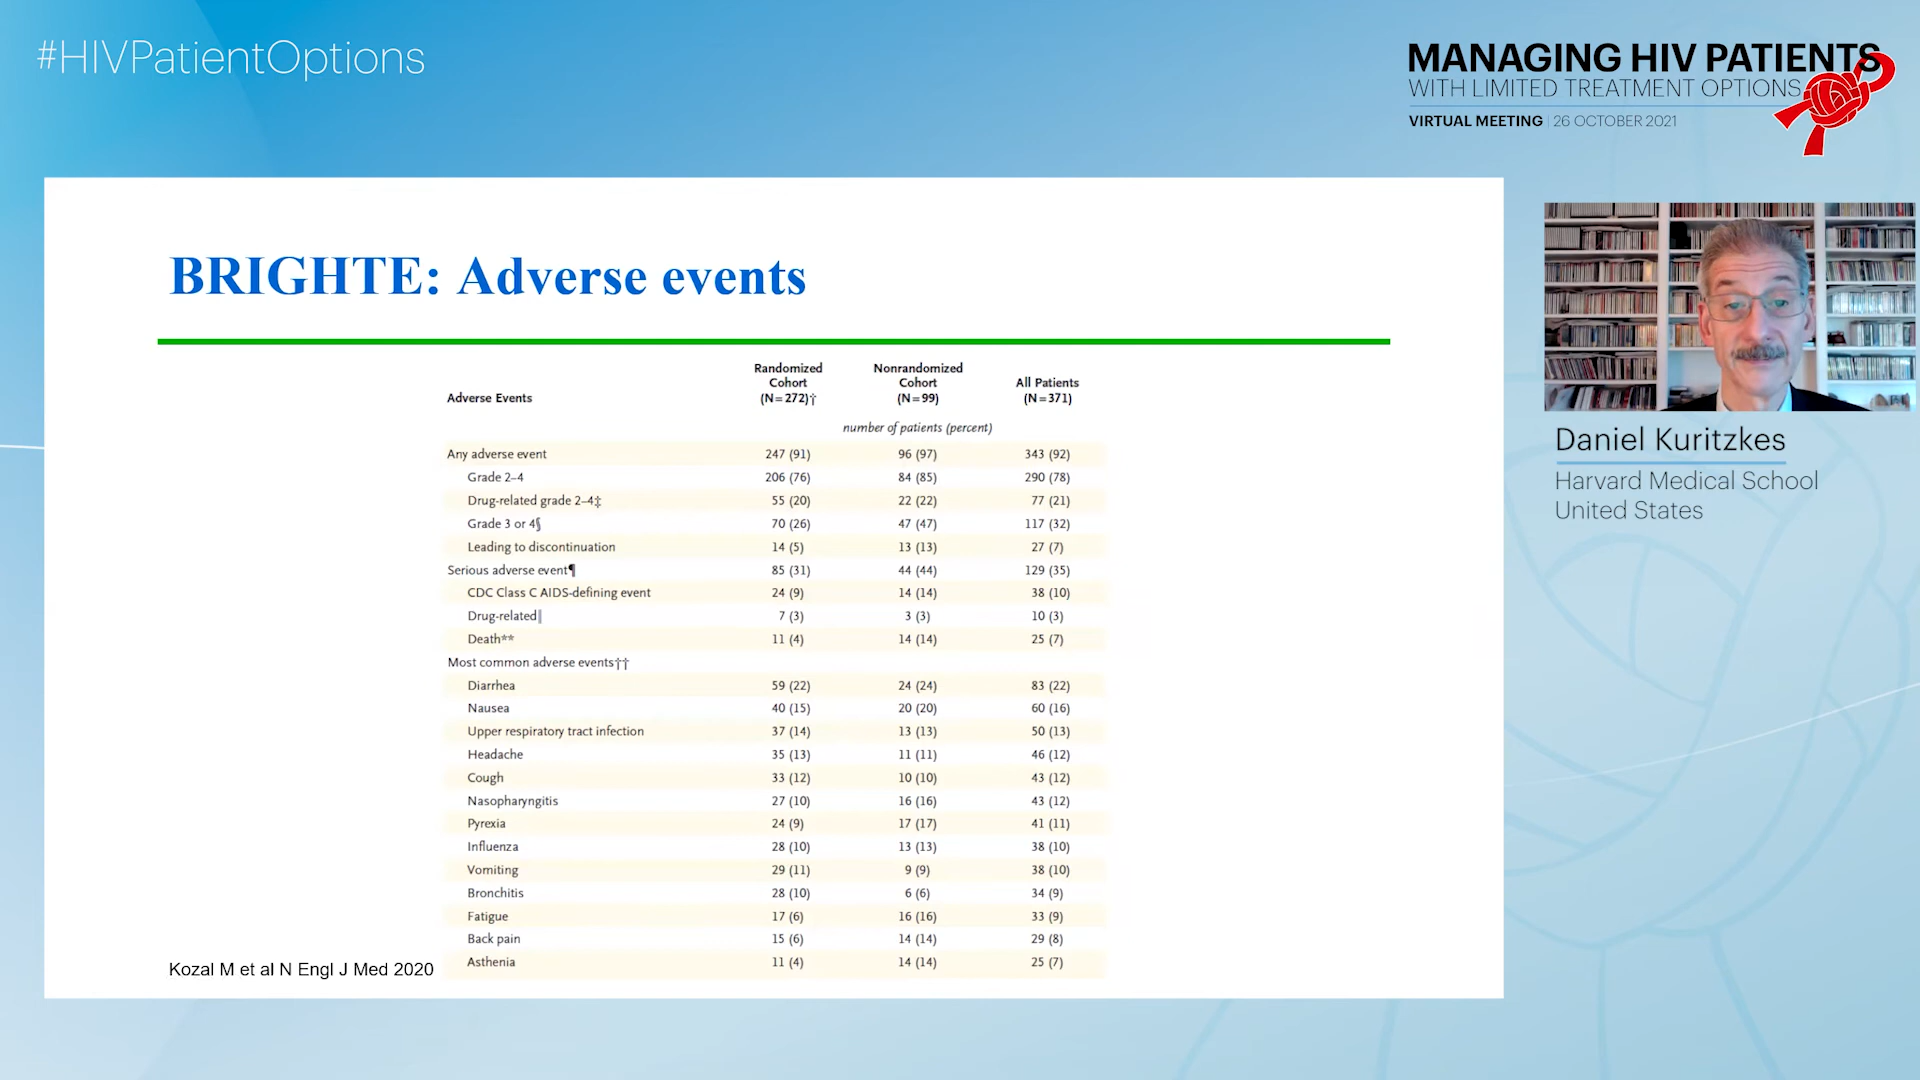 #HIVPatientOptions
MANAGING HIV PATIENTS
WITH LIMITED TREATMENT OPTIONS
VIRTUAL MEETING | 26 OCTOBER 2021
BRIGHTE: Adverse events
Adverse Events Randomized Cohort (N=272)† Nonrandomized Cohort (N=99) All Patients (N=371)
number of patients (percent)
Any adverse event 247 (91) 96 (97) 343 (92)
Grade 2–4 206 (76) 84 (85) 290 (78)
Drug-related grade 2–4‡ 55 (20) 22 (22) 77 (21)
Grade 3 or 4§ 70 (26) 47 (47) 117 (32)
Leading to discontinuation 14 (5) 13 (13) 27 (7)
Serious adverse event¶ 85 (31) 44 (44) 129 (35)
CDC Class C AIDS-defining event 24 (9) 14 (14) 38 (10)
Drug-related‖ 7 (3) 3 (3) 10 (3)
Death** 11 (4) 14 (14) 25 (7)
Most common adverse events††
Diarrhea 59 (22) 24 (24) 83 (22)
Nausea 40 (15) 20 (20) 60 (16)
Upper respiratory tract infection 37 (14) 13 (13) 50 (13)
Headache 35 (13) 11 (11) 46 (12)
Cough 33 (12) 10 (10) 43 (12)
Nasopharyngitis 27 (10) 16 (16) 43 (12)
Pyrexia 24 (9) 17 (17) 41 (11)
Influenza 28 (10) 13 (13) 38 (10)
Vomiting 29 (11) 9 (9) 38 (10)
Bronchitis 28 (10) 6 (6) 34 (9)
Fatigue 17 (6) 16 (16) 33 (9)
Back pain 15 (6) 14 (14) 29 (8)
Asthenia 11 (4) 14 (14) 25 (7)
Kozal M et al N Engl J Med 2020
Daniel Kuritzkes
Harvard Medical School
United States